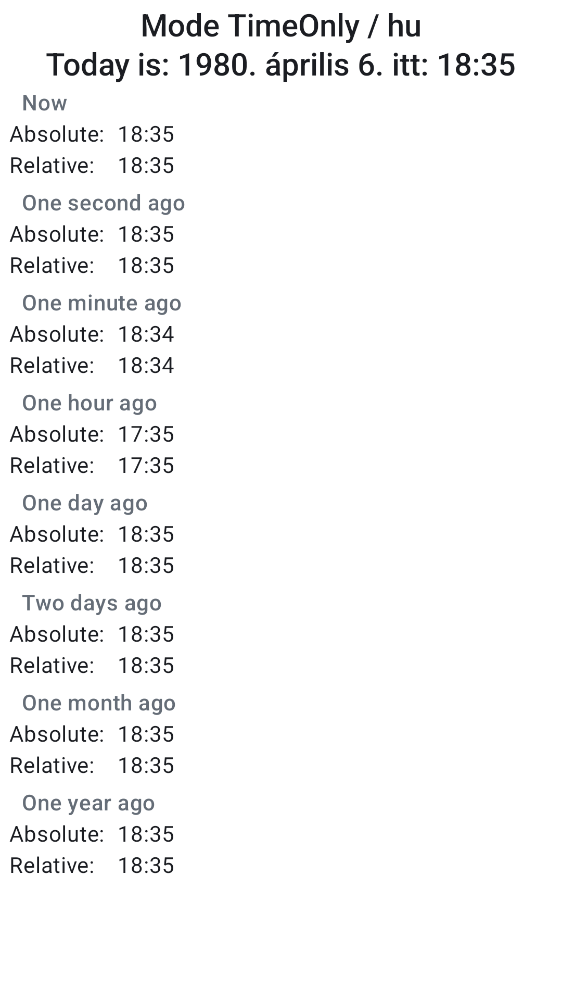 Mode TimeOnly / hu
Today is: 1980. április 6. itt: 18:35
Now
Absolute: 18:35
Relative: 18:35
One second ago
Absolute: 18:35
Relative: 18:35
One minute ago
Absolute: 18:34
Relative: 18:34
One hour ago
Absolute: 17:35
Relative: 17:35
One day ago
Absolute: 18:35
Relative: 18:35
Two days ago
Absolute: 18:35
Relative: 18:35
One month ago
Absolute: 18:35
Relative: 18:35
One year ago
Absolute: 18:35
Relative: 18:35